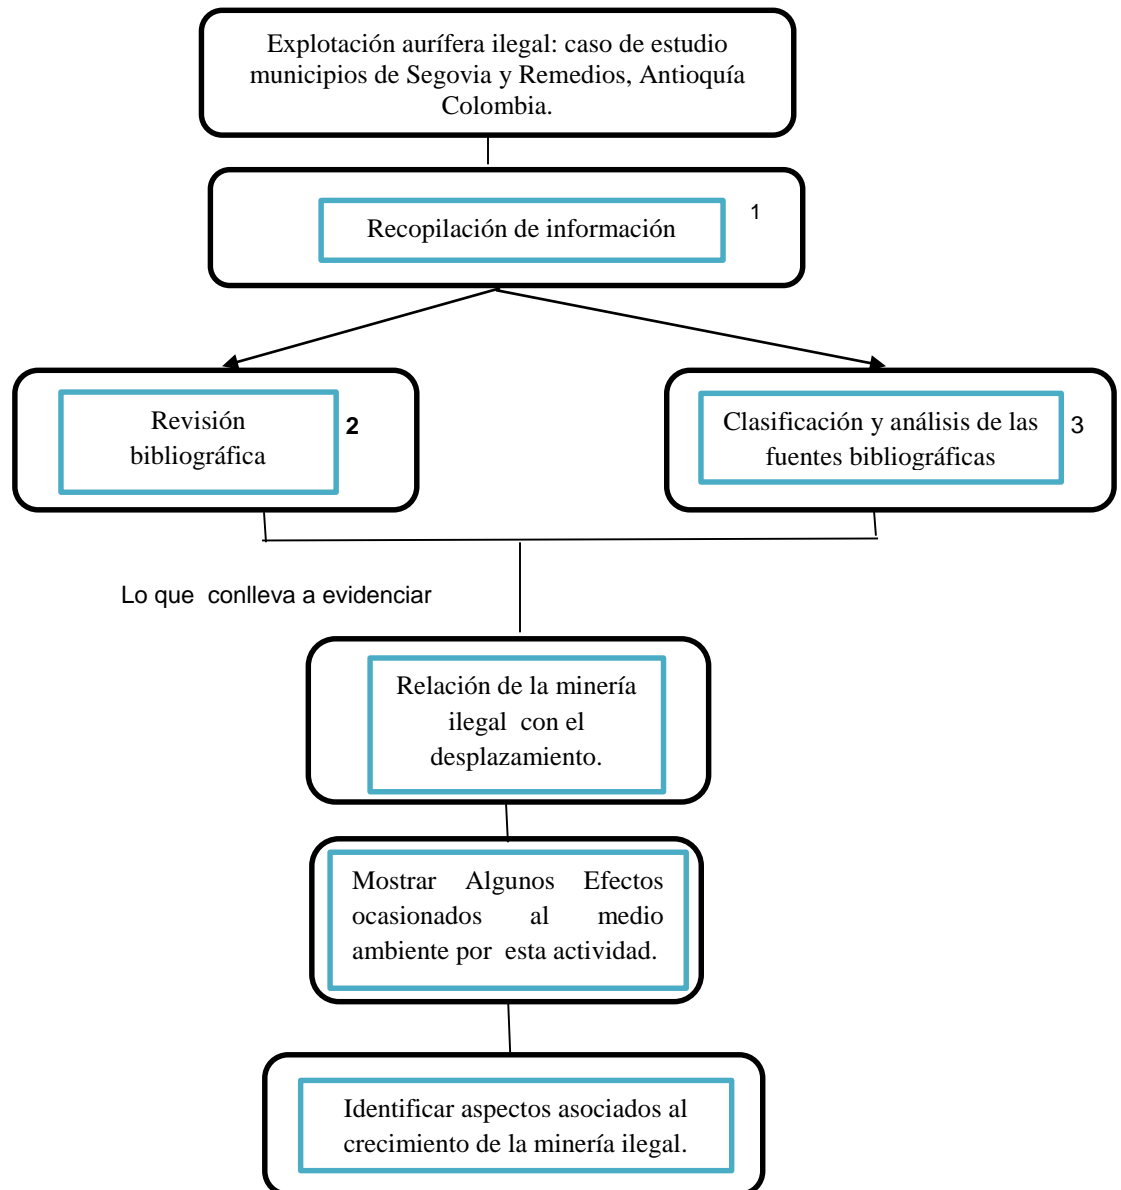 Explotación aurífera ilegal: caso de estudio
municipios de Segovia y Remedios, Antioquía
Colombia.
Recopilación de información
1
Revisión
bibliográfica
2
Clasificación y análisis de las
fuentes bibliográficas
3
Lo que conlleva a evidenciar
Relación de la minería
ilegal con el
desplazamiento.
Mostrar Algunos Efectos
ocasionados al medio
ambiente por esta actividad.
Identificar aspectos asociados al
crecimiento de la minería ilegal.